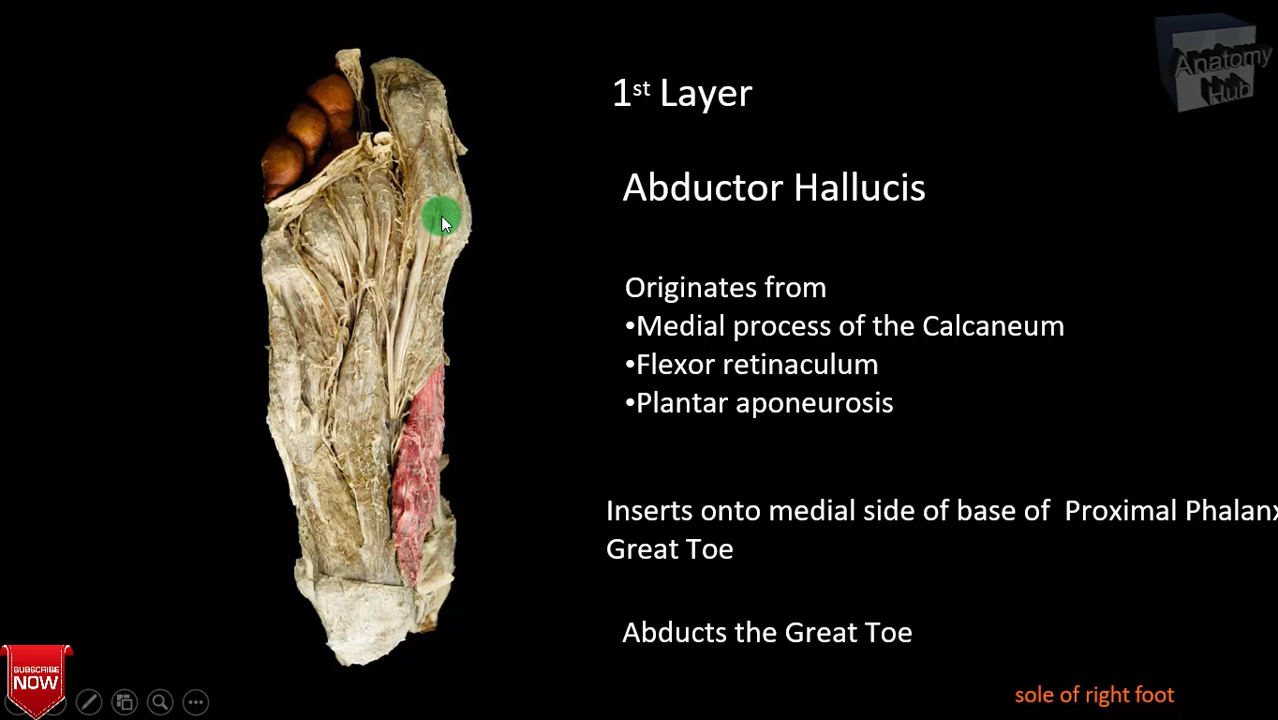 Anatomy
Hub
1st Layer
Abductor Hallucis
Originates from
•Medial process of the Calcaneum
•Flexor retinaculum
•Plantar aponeurosis
Inserts onto medial side of base of Proximal Phalanx
Great Toe
Abducts the Great Toe
SUBSCRIBE
NOW
sole of right foot